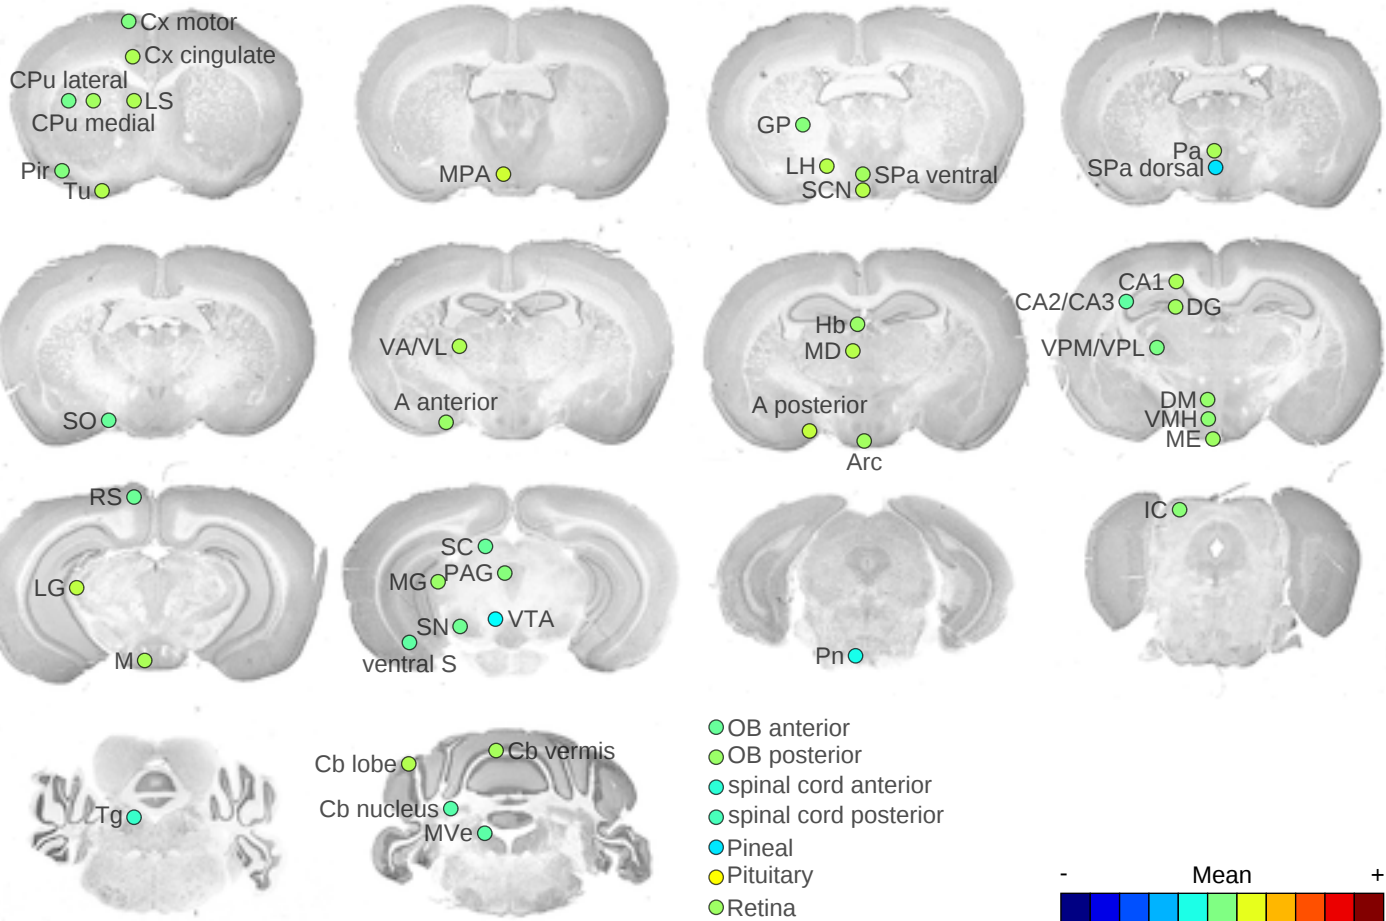 Cx motor
Cx cingulate
CPu lateral
LS
CPu medial
Pir
Tu
MPA
GP
LH
SPa ventral
SCN
Pa
SPa dorsal
SO
VA/VL
A anterior
Hb
MD
A posterior
Arc
CA1
CA2/CA3
DG
VPM/VPL
DM
VMH
ME
RS
LG
M
SC
MG
PAG
SN
VTA
ventral S
Pn
IC
Tg
Cb lobe
Cb vermis
Cb nucleus
MVe
OB anterior
OB posterior
spinal cord anterior
spinal cord posterior
Pineal
Pituitary
Retina
- Mean +